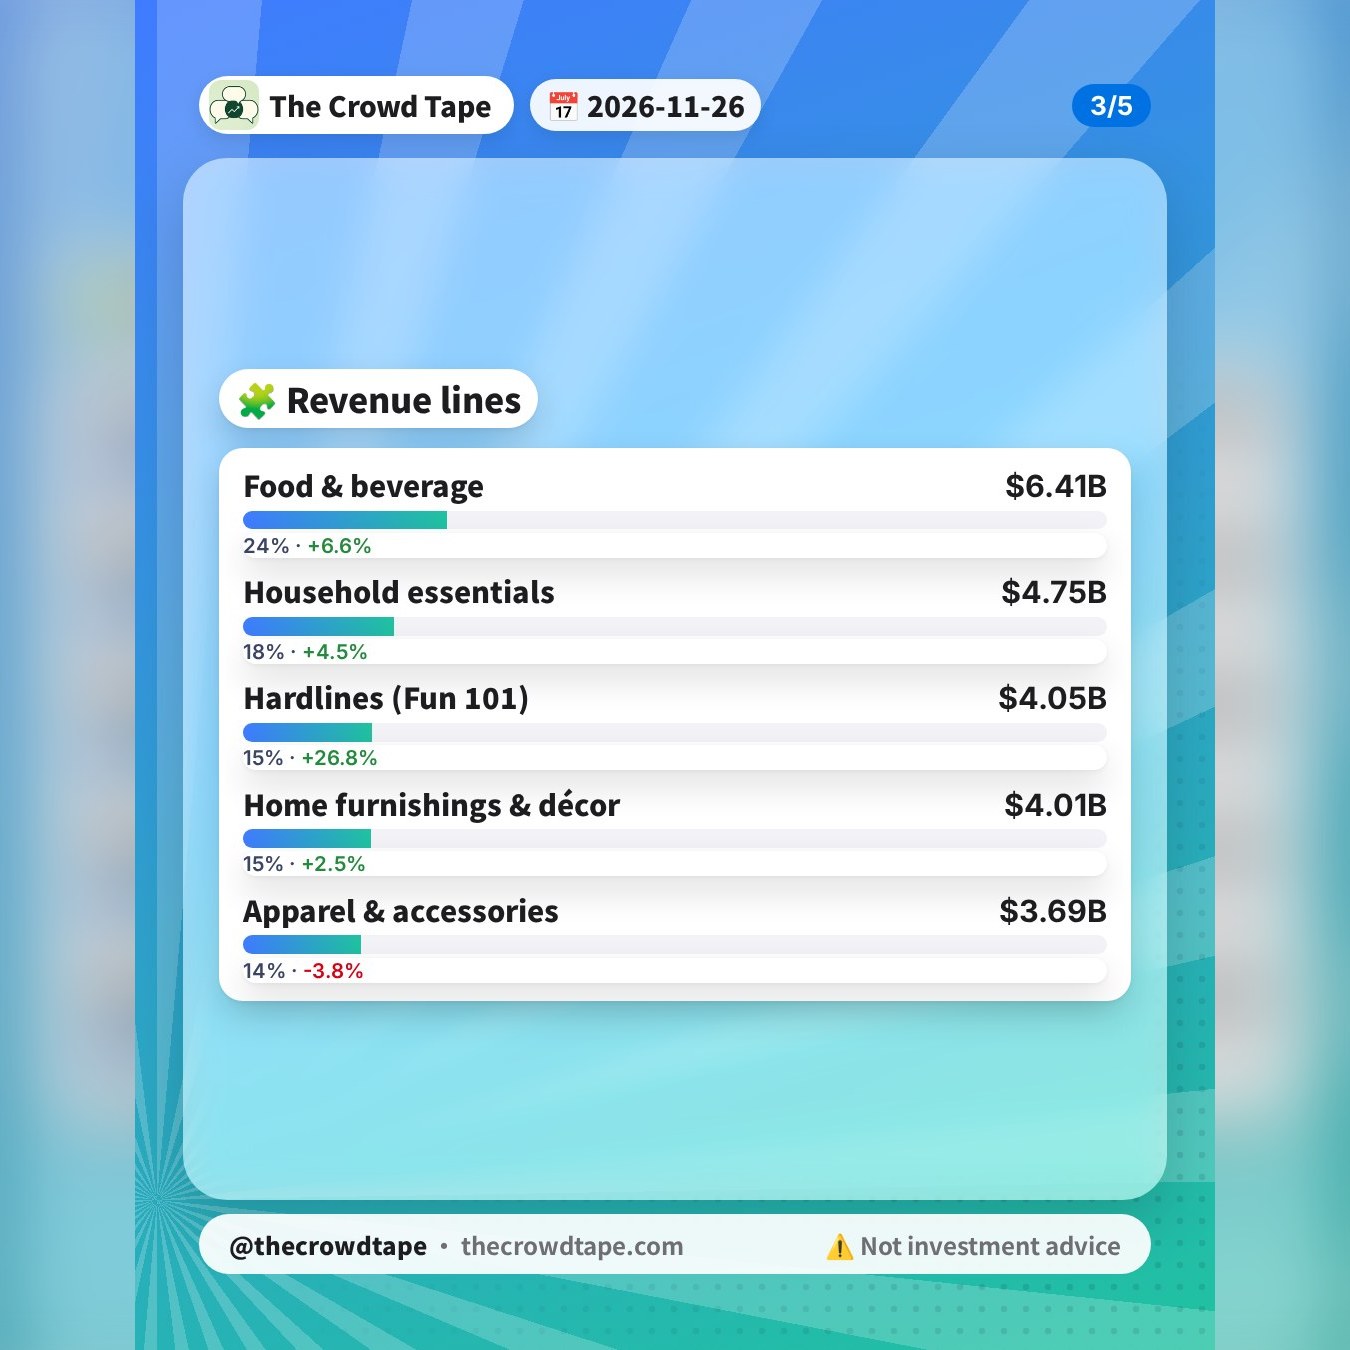 The Crowd Tape
July
17
2026-11-26
3/5
Revenue lines
Food & beverage $6.41B
24% · +6.6%
Household essentials $4.75B
18% · +4.5%
Hardlines (Fun 101) $4.05B
15% · +26.8%
Home furnishings & décor $4.01B
15% · +2.5%
Apparel & accessories $3.69B
14% · -3.8%
@thecrowdtape • thecrowdtape.com ⚠️ Not investment advice